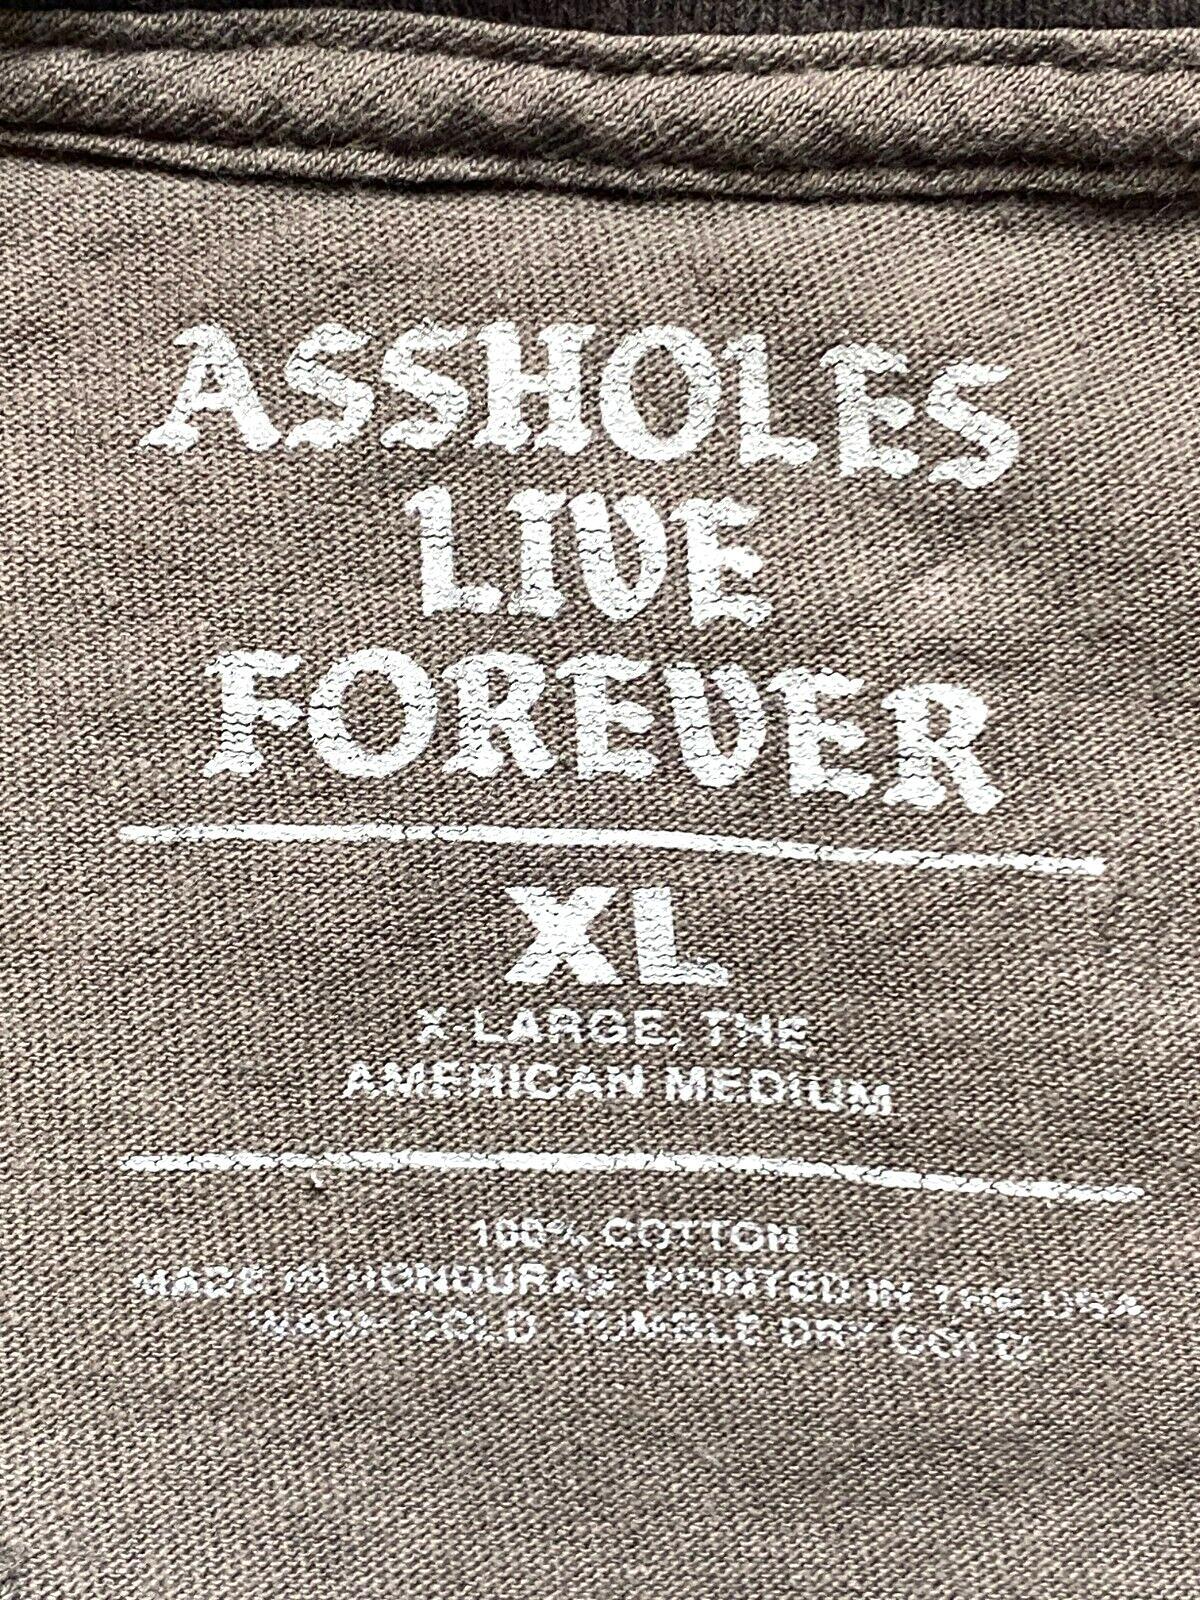 ASSHOLES
LIVE
FOREVER
XL
X-LARGE, THE
AMERICAN MEDIUM
100% COTTON
MADE IN HONDURAS. PRINTED IN THE USA
WASH COLD. TUMBLE DRY COLD